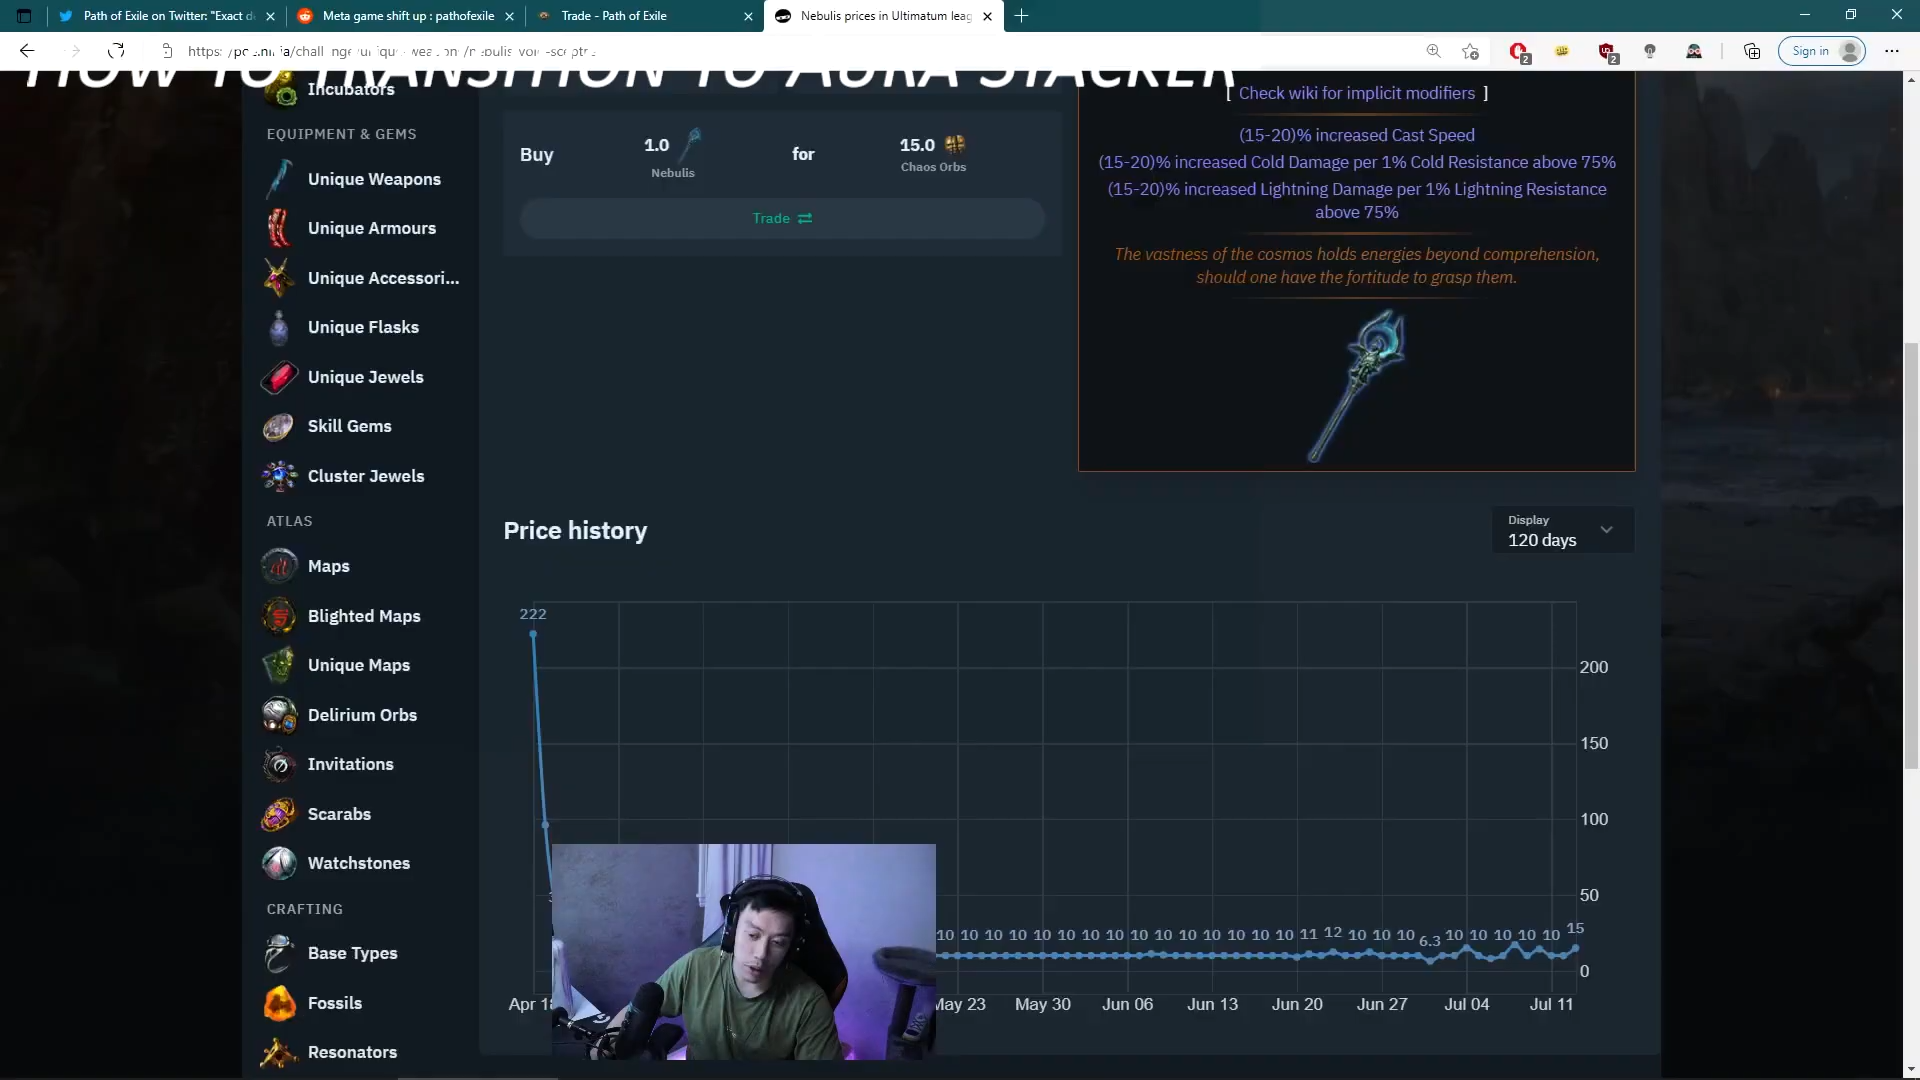 Path of Exile on Twitter: "Exact d
Meta game shift up : pathofexile
Trade - Path of Exile
Nebulis prices in Ultimatum leag
Sign in
HOW TO TRANSITION TO AURA STACKER
Incubators
EQUIPMENT & GEMS
Unique Weapons
Unique Armours
Unique Accessori...
Unique Flasks
Unique Jewels
Skill Gems
Cluster Jewels
ATLAS
Maps
Blighted Maps
Unique Maps
Delirium Orbs
Invitations
Scarabs
Watchstones
CRAFTING
Base Types
Fossils
Resonators
Buy 1.0 for 15.0
Nebulis Chaos Orbs
Trade
[ Check wiki for implicit modifiers ]
(15-20)% increased Cast Speed
(15-20)% increased Cold Damage per 1% Cold Resistance above 75%
(15-20)% increased Lightning Damage per 1% Lightning Resistance
above 75%
The vastness of the cosmos holds energies beyond comprehension,
should one have the fortitude to grasp them.
Price history
Display
120 days
222
200
150
100
50
0
10 10 10 10 10 10 10 10 10 10 10 10 10 10 10 11 12 10 10 10 6.3 10 10 10 10 10 15
Apr 18 May 23 May 30 Jun 06 Jun 13 Jun 20 Jun 27 Jul 04 Jul 11